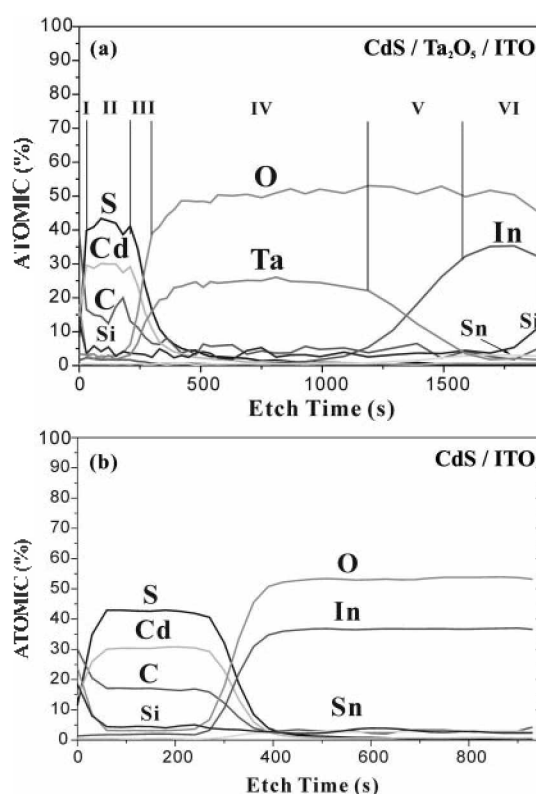 (a) CdS / Ta₂O₅ / ITO
100
90
80
70
60
50
40
30
20
10
0
ATOMIC (%)
I II III IV V VI
S
Cd
C
Si
O
Ta
In
Sn
Si
0 500 1000 1500
Etch Time (s)
(b) CdS / ITO
100
90
80
70
60
50
40
30
20
10
0
ATOMIC (%)
S
Cd
C
Si
O
In
Sn
0 200 400 600 800
Etch Time (s)